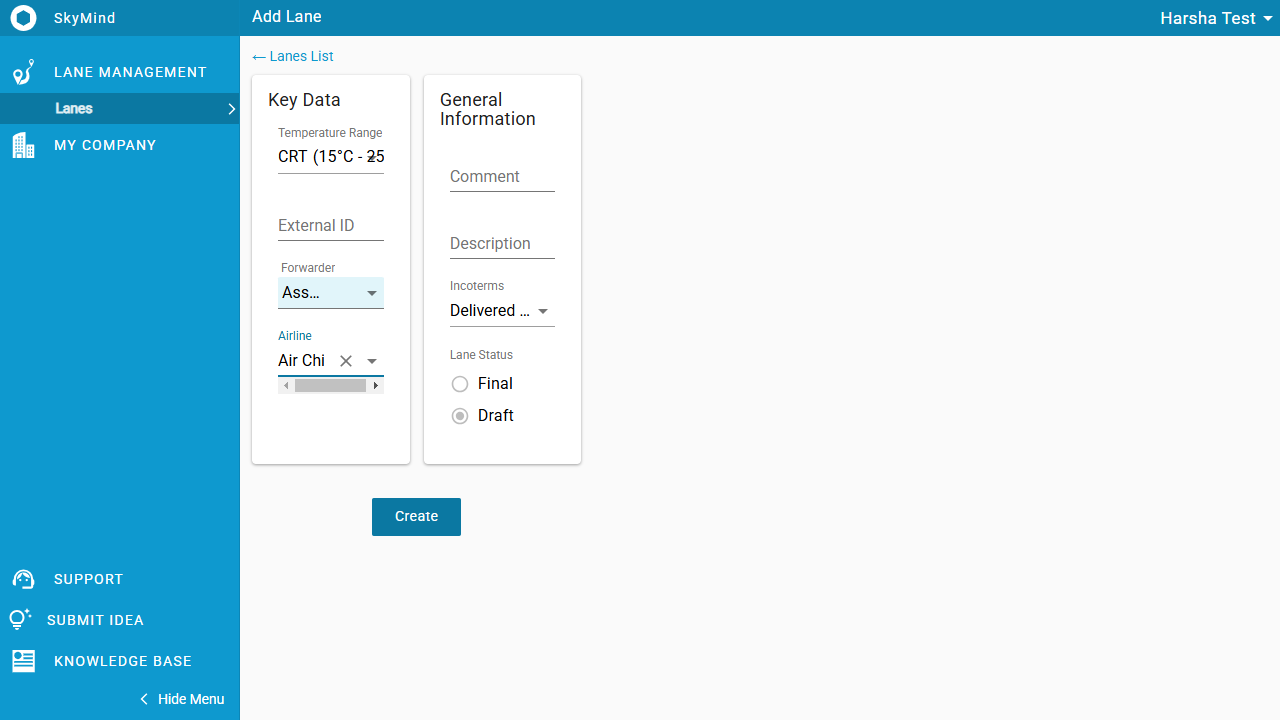 SkyMind
Add Lane
Harsha Test
LANE MANAGEMENT
Lanes
MY COMPANY
SUPPORT
SUBMIT IDEA
KNOWLEDGE BASE
Hide Menu
← Lanes List
Key Data
Temperature Range
CRT (15°C - 25
External ID
Forwarder
Ass...
Airline
Air Chi
General
Information
Comment
Description
Incoterms
Delivered ...
Lane Status
Final
Draft
Create